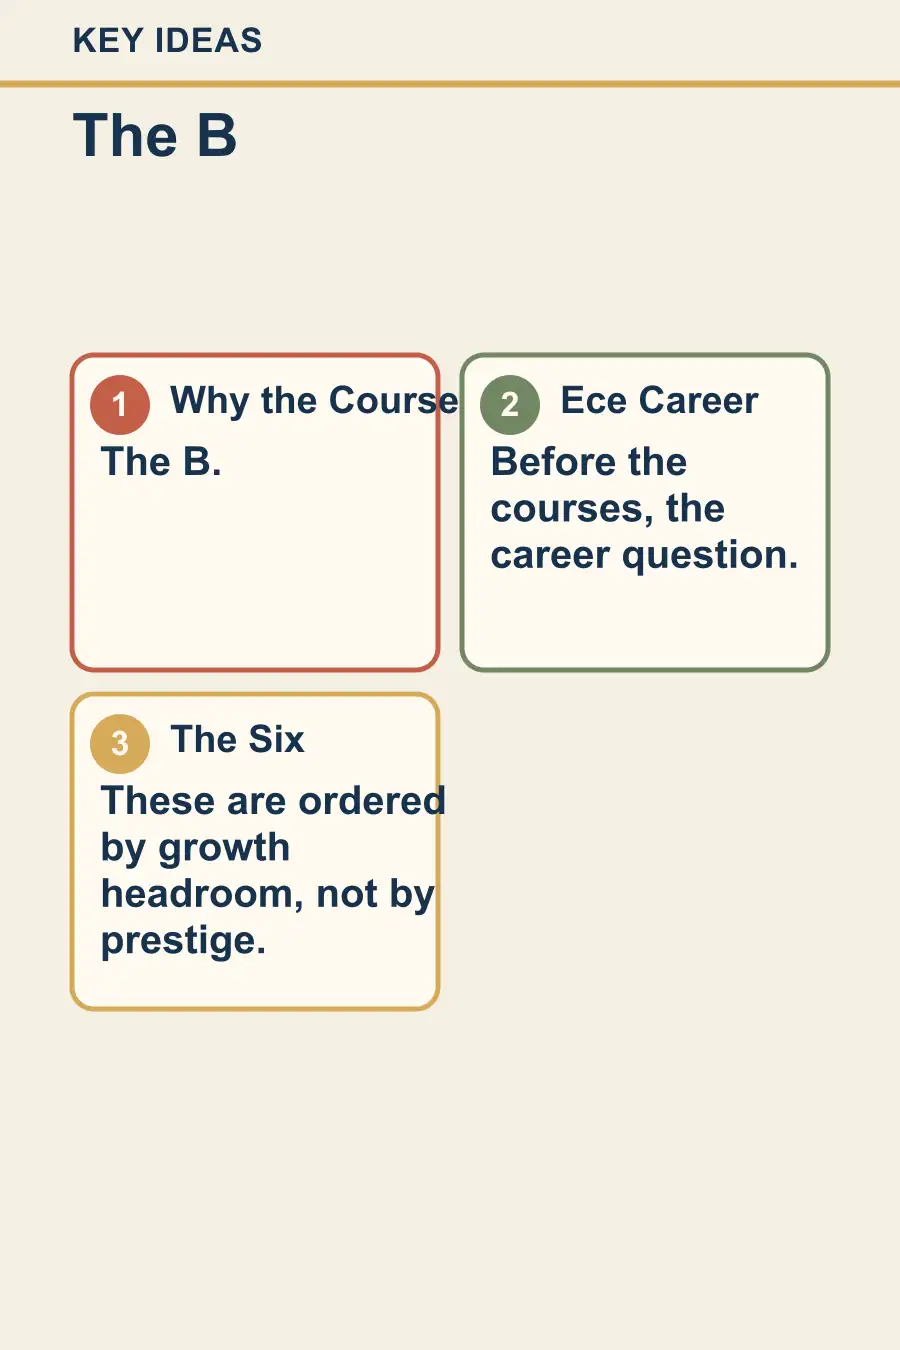 KEY IDEAS
The B
1
Why the Course
The B.
2
Ece Career
Before the
courses, the
career question.
3
The Six
These are ordered
by growth
headroom, not by
prestige.